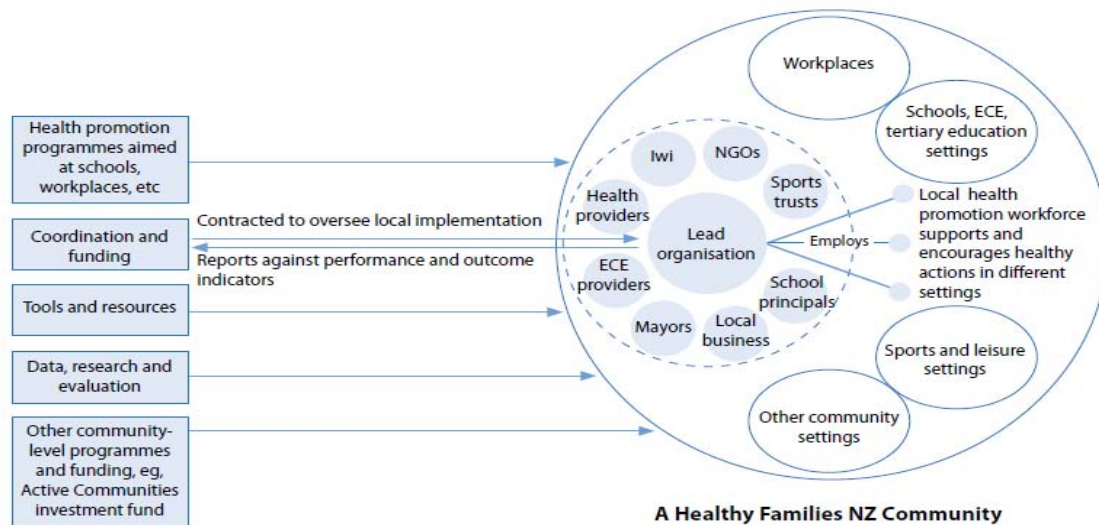 Health promotion
programmes aimed
at schools,
workplaces, etc
Coordination and
funding
Tools and resources
Data, research and
evaluation
Other community-
level programmes
and funding, eg,
Active Communities
investment fund
Contracted to oversee local implementation
Reports against performance and outcome
indicators
Iwi
NGOs
Sports
trusts
Health
providers
Lead
organisation
ECE
providers
School
principals
Mayors
Local
business
Employs
Workplaces
Schools, ECE,
tertiary education
settings
Local health
promotion workforce
supports and
encourages healthy
actions in different
settings
Sports and leisure
settings
Other community
settings
A Healthy Families NZ Community